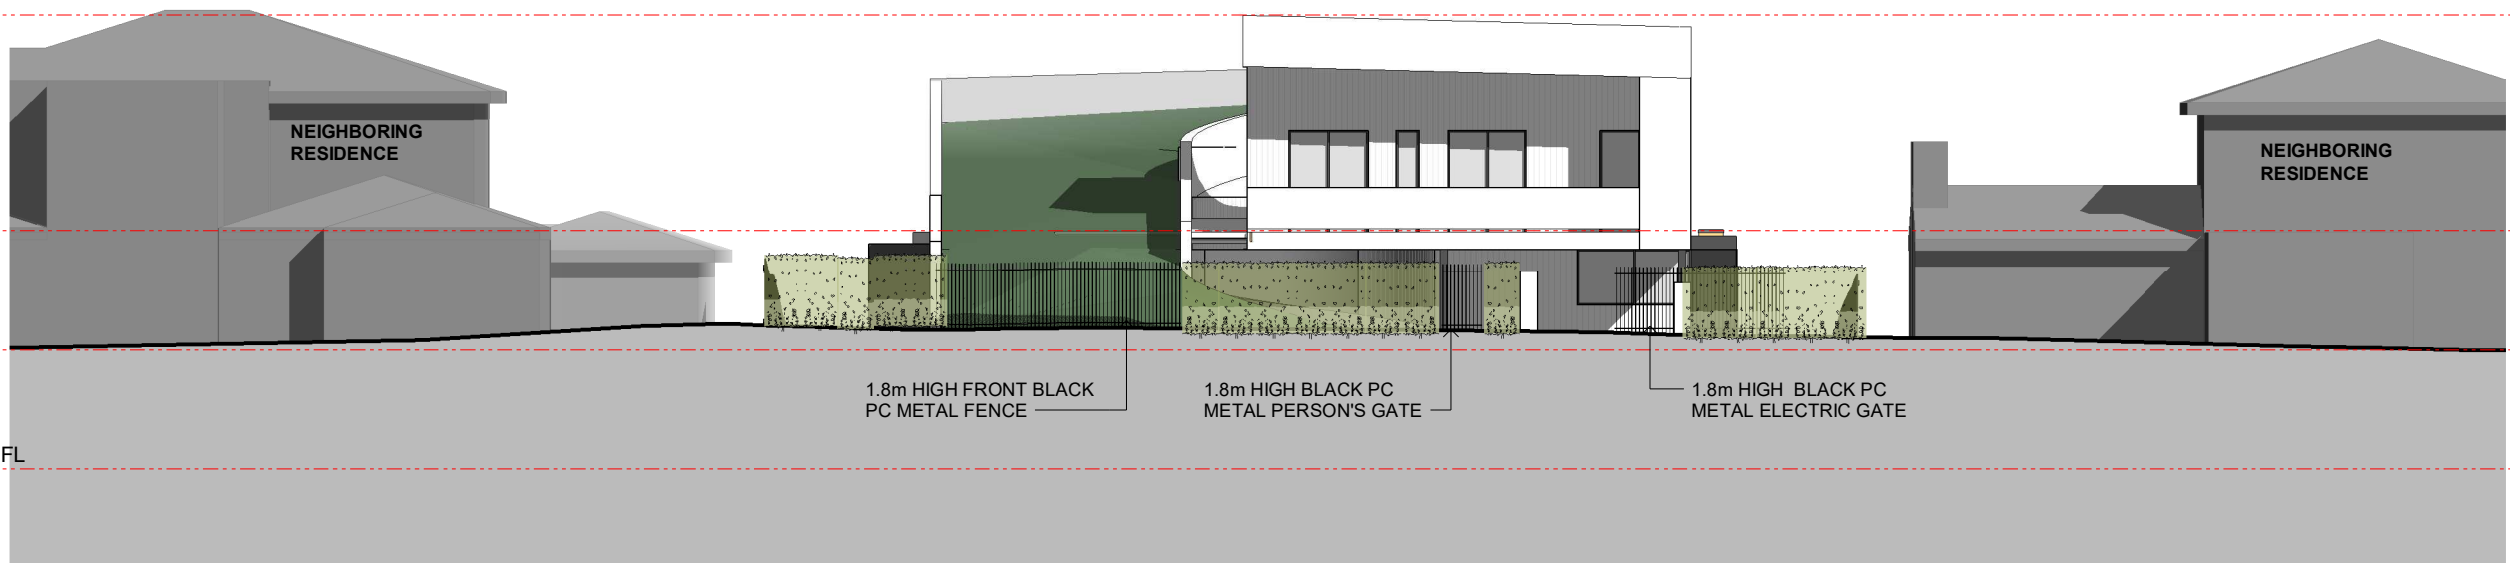 NEIGHBORING
RESIDENCE
NEIGHBORING
RESIDENCE
1.8m HIGH FRONT BLACK
PC METAL FENCE
1.8m HIGH BLACK PC
METAL PERSON'S GATE
1.8m HIGH BLACK PC
METAL ELECTRIC GATE
FL